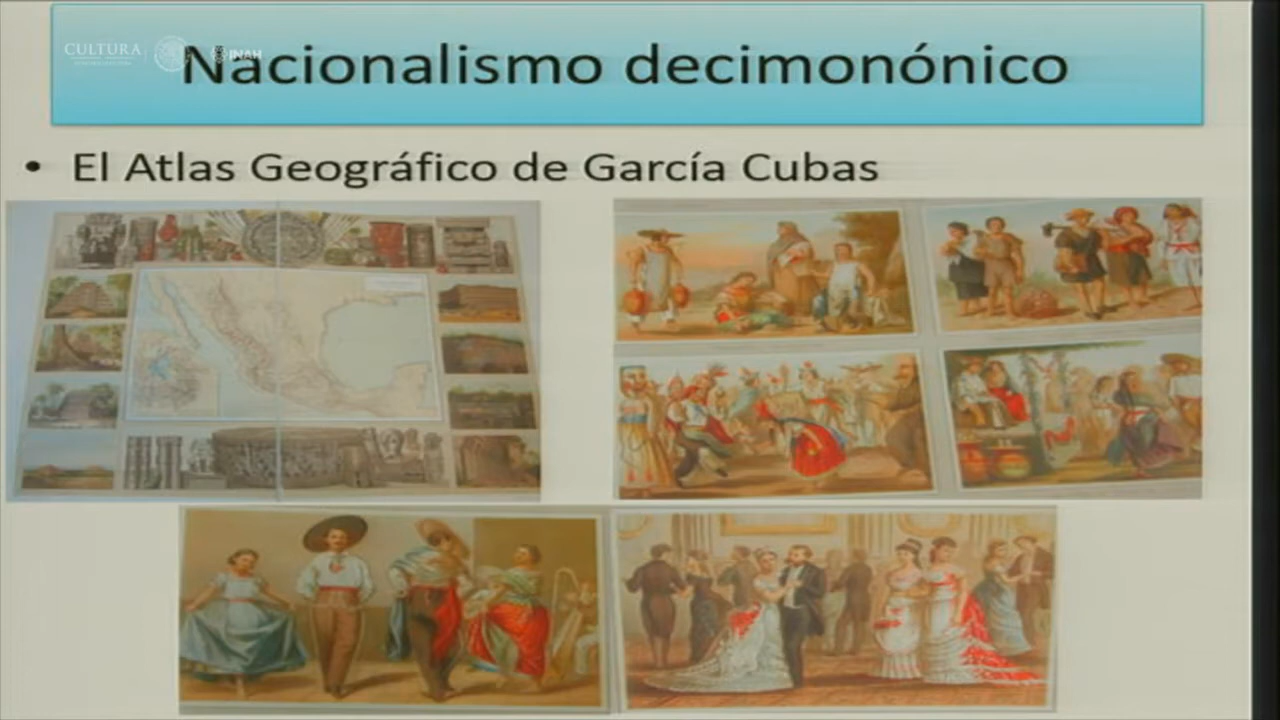 CULTURA
INAH
Nacionalismo decimonónico
• El Atlas Geográfico de García Cubas